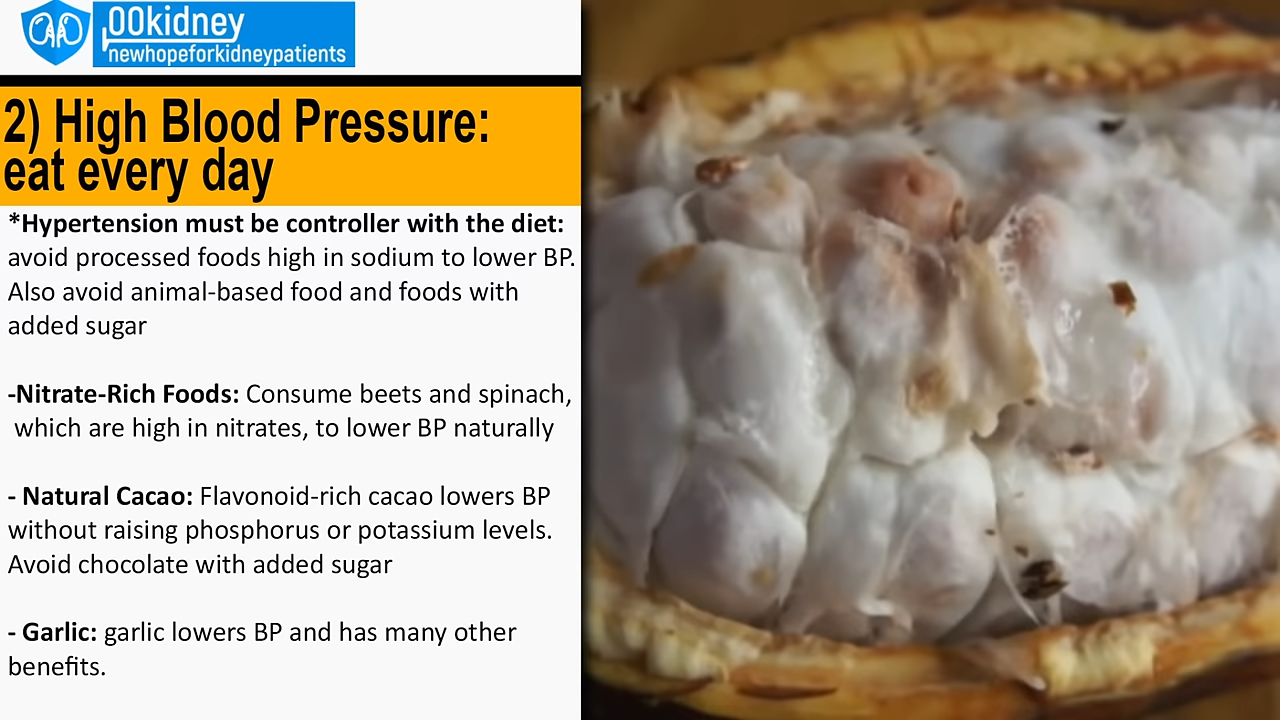 00kidney
newhopeforkidneypatients
2) High Blood Pressure:
eat every day
*Hypertension must be controller with the diet:
avoid processed foods high in sodium to lower BP.
Also avoid animal-based food and foods with
added sugar
-Nitrate-Rich Foods: Consume beets and spinach,
which are high in nitrates, to lower BP naturally
- Natural Cacao: Flavonoid-rich cacao lowers BP
without raising phosphorus or potassium levels.
Avoid chocolate with added sugar
- Garlic: garlic lowers BP and has many other
benefits.